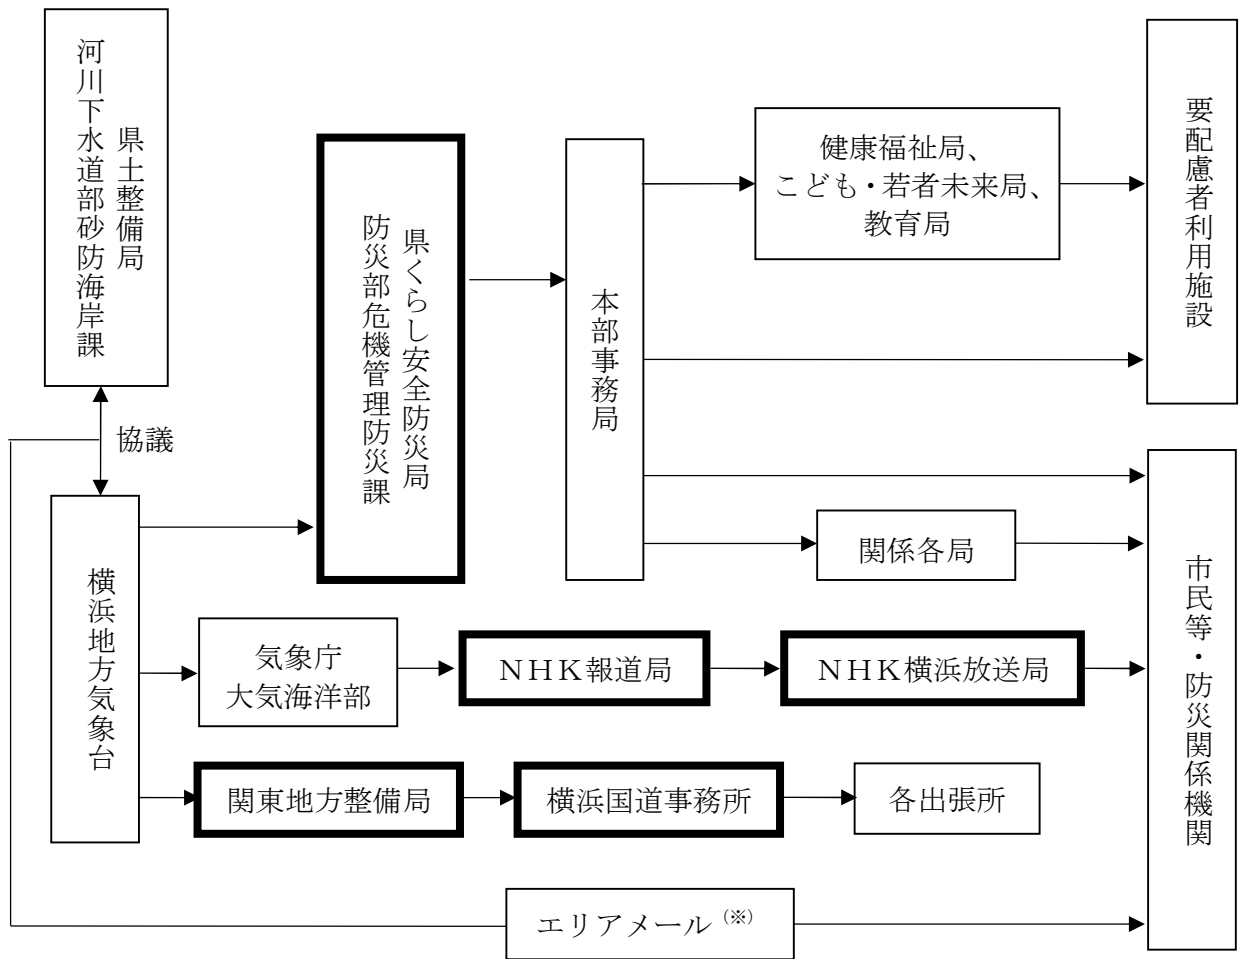 県土整備局
河川下水道部砂防海岸課
協議
横浜地方気象台
県くらし安全防災局
防災部危機管理防災課
本部事務局
健康福祉局、
こども・若者未来局、
教育局
要配慮者利用施設
関係各局
市民等・防災関係機関
気象庁
大気海洋部
ＮＨＫ報道局
ＮＨＫ横浜放送局
関東地方整備局
横浜国道事務所
各出張所
エリアメール（※）